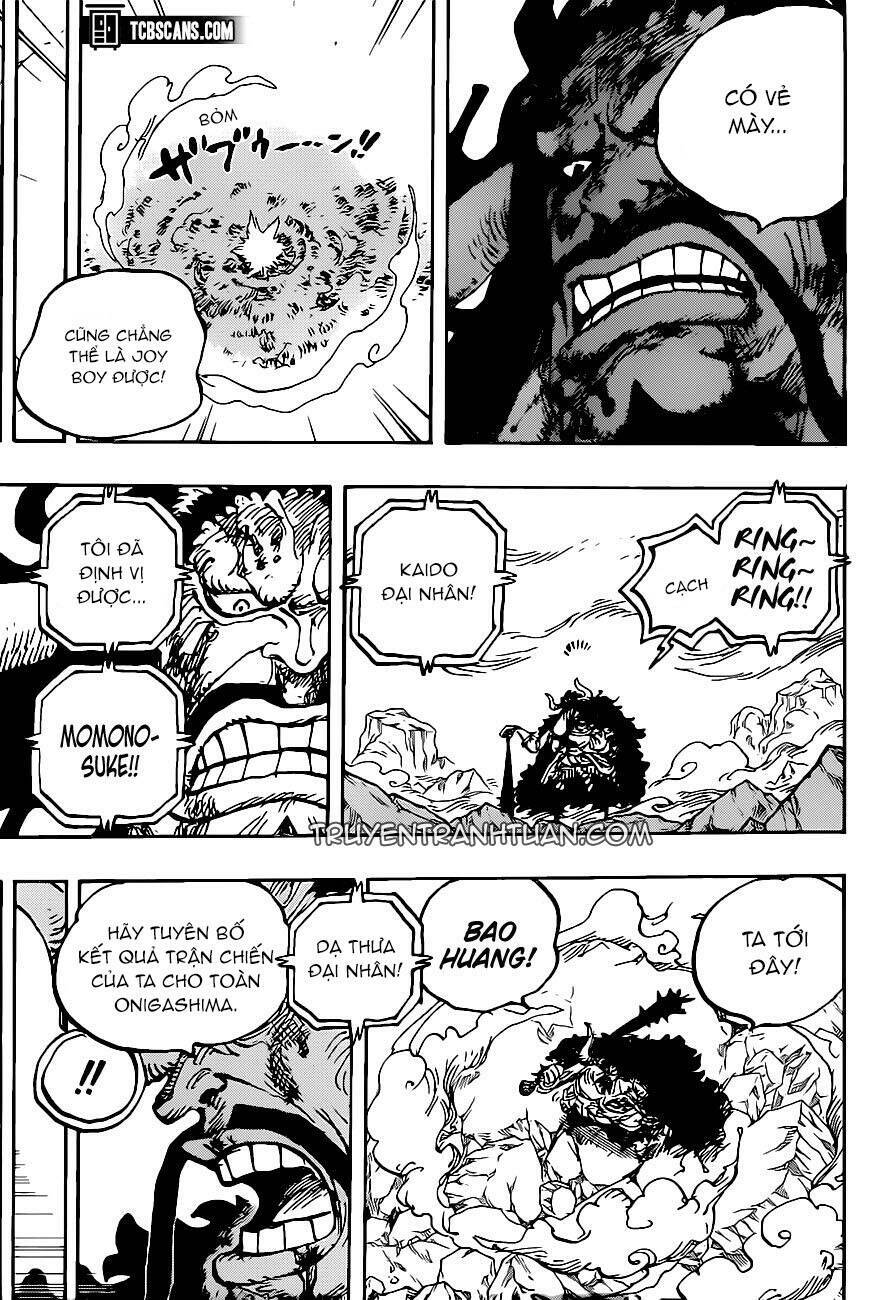 TCBSCANS.COM
CÓ VẺ
MÀY...
BỎM
ザブゥーーン!!
CŨNG CHẲNG
THỂ LÀ JOY
BOY ĐƯỢC!
RING~
RING~
RING!!
CẠCH
KAIDO
ĐẠI NHÂN!
TÔI ĐÃ
ĐỊNH VỊ
ĐƯỢC...
MOMONO-
SUKE!!
TRUYENTRANHTUAN.COM
TA TỚI
ĐÂY!
BAO
HUANG!
DẠ THƯA
ĐẠI NHÂN!
HÃY TUYÊN BỐ
KẾT QUẢ TRẬN CHIẾN
CỦA TA CHO TOÀN
ONIGASHIMA.
!!